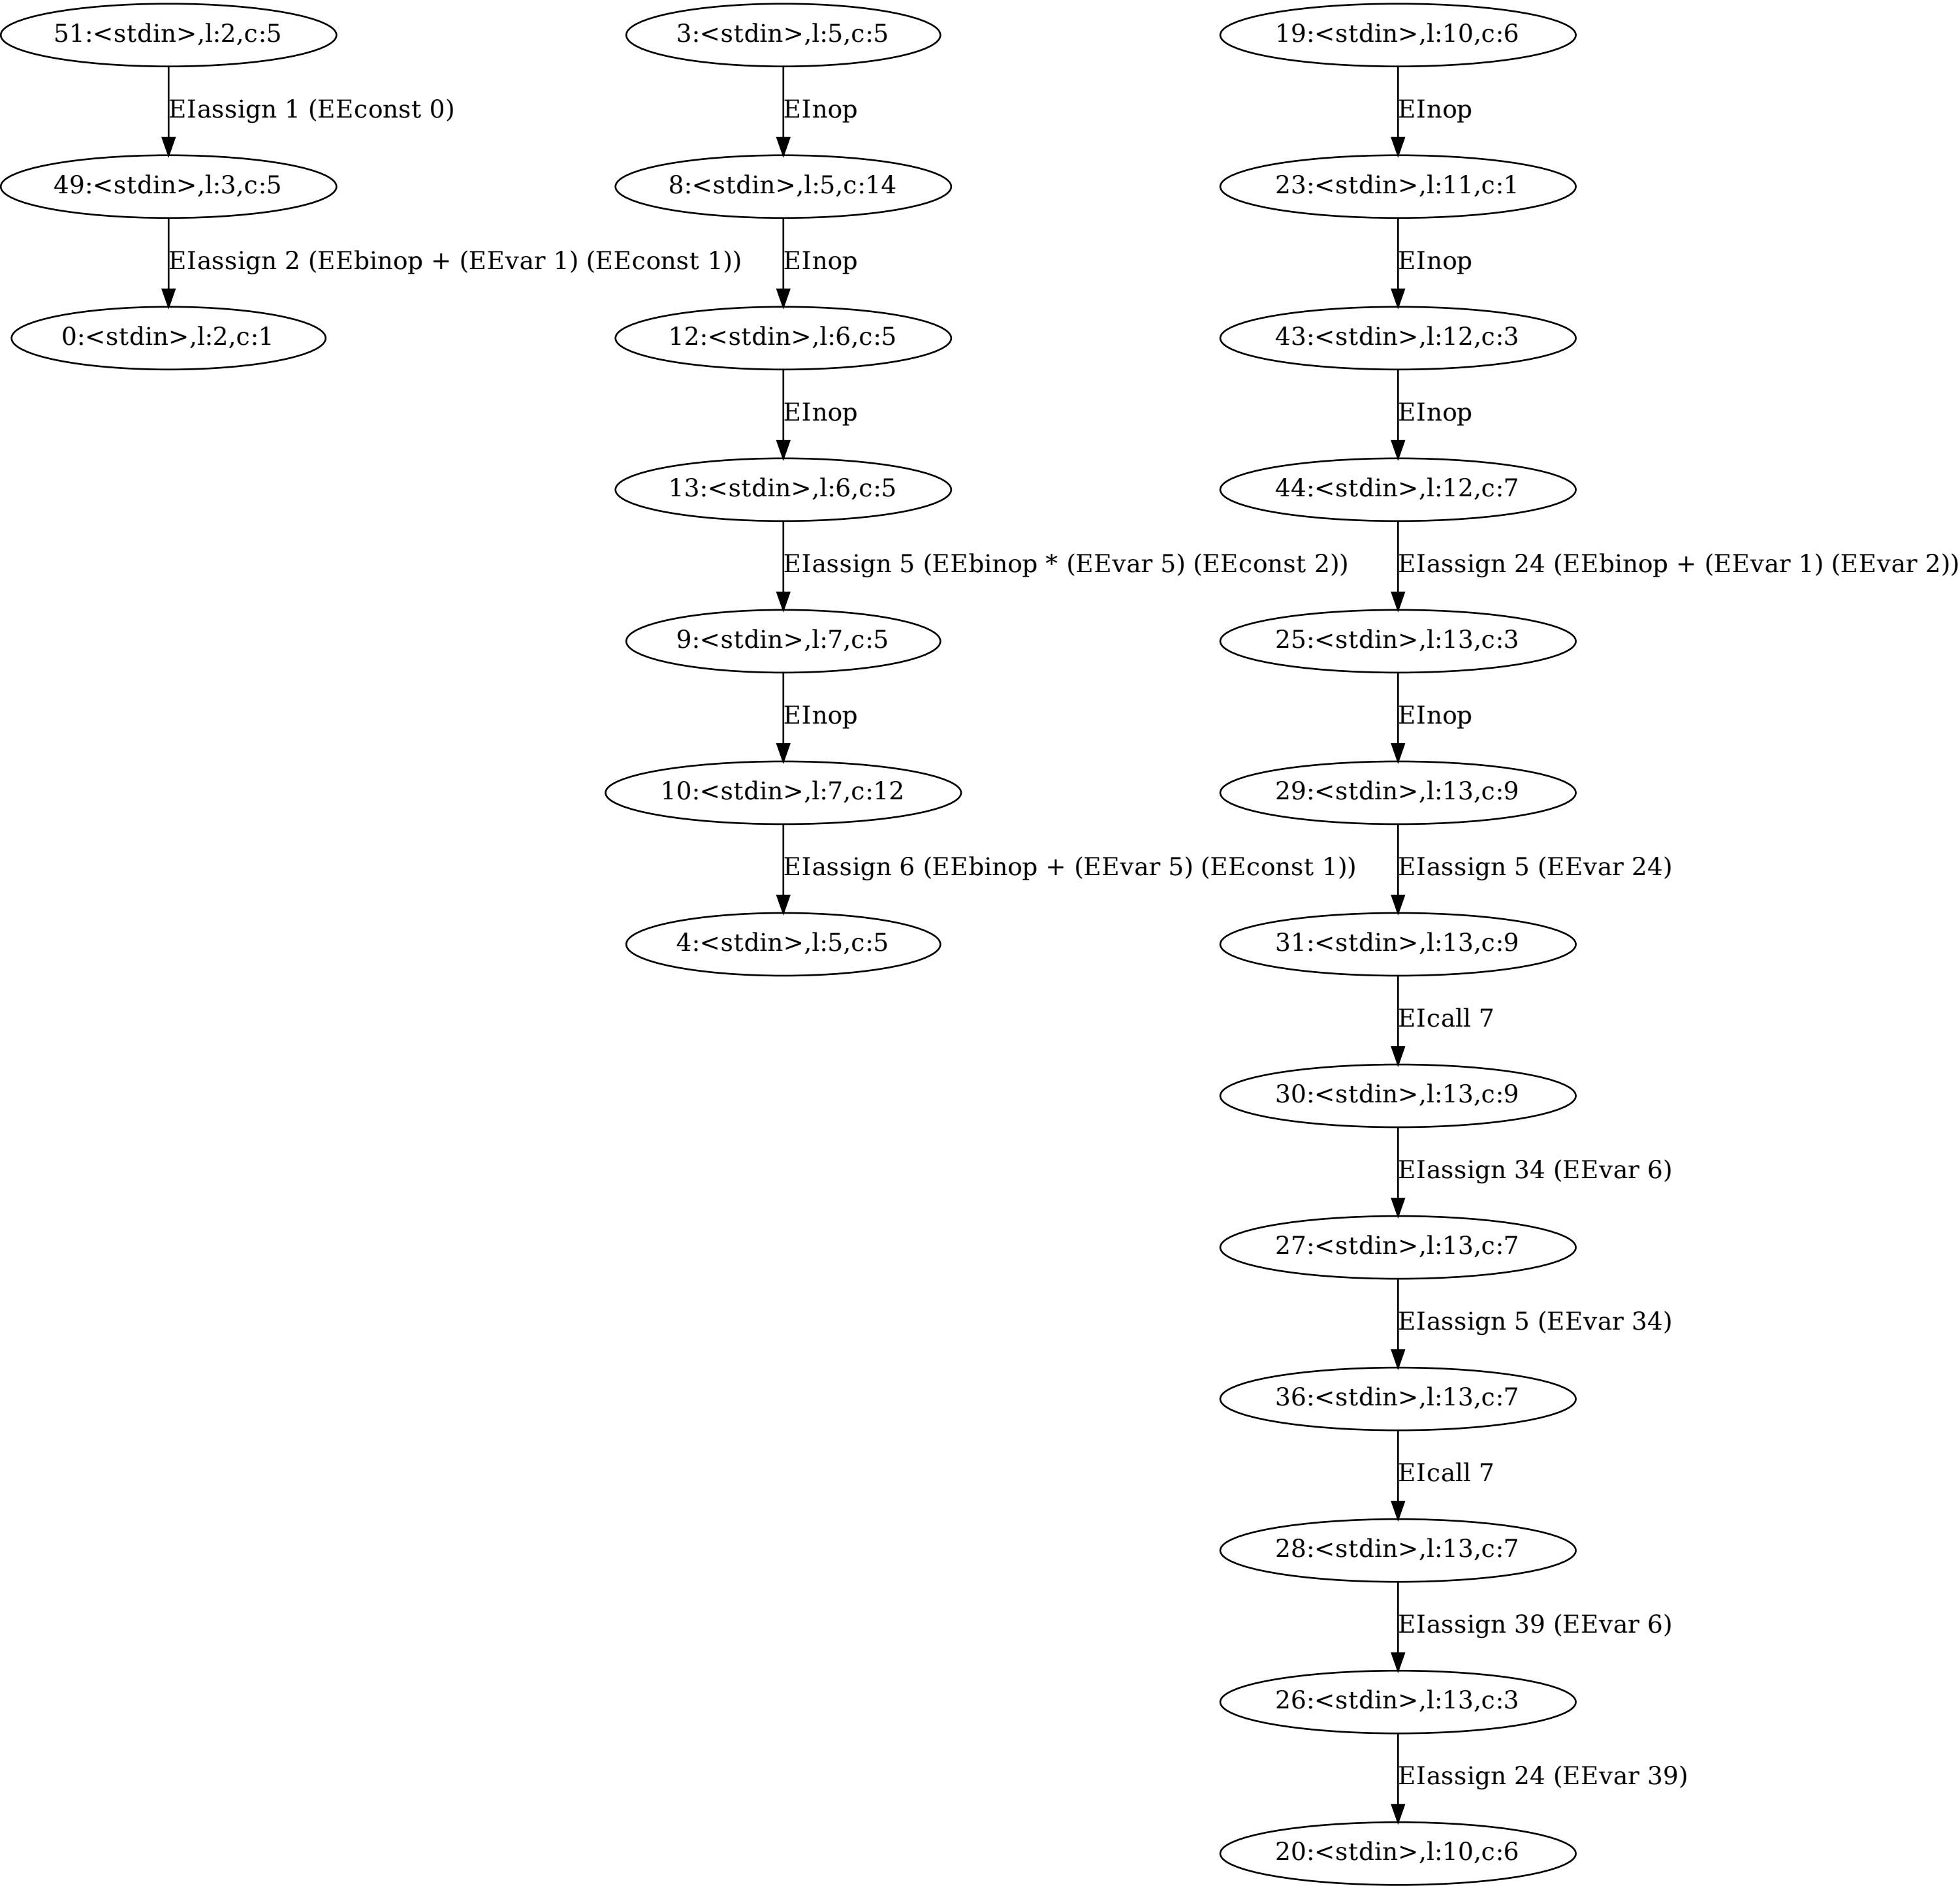 51:<stdin>,l:2,c:5
EIassign 1 (EEconst 0)
49:<stdin>,l:3,c:5
EIassign 2 (EEbinop + (EEvar 1) (EEconst 1))
0:<stdin>,l:2,c:1
3:<stdin>,l:5,c:5
EInop
8:<stdin>,l:5,c:14
EInop
12:<stdin>,l:6,c:5
EInop
13:<stdin>,l:6,c:5
EIassign 5 (EEbinop * (EEvar 5) (EEconst 2))
9:<stdin>,l:7,c:5
EInop
10:<stdin>,l:7,c:12
EIassign 6 (EEbinop + (EEvar 5) (EEconst 1))
4:<stdin>,l:5,c:5
19:<stdin>,l:10,c:6
EInop
23:<stdin>,l:11,c:1
EInop
43:<stdin>,l:12,c:3
EInop
44:<stdin>,l:12,c:7
EIassign 24 (EEbinop + (EEvar 1) (EEvar 2))
25:<stdin>,l:13,c:3
EInop
29:<stdin>,l:13,c:9
EIassign 5 (EEvar 24)
31:<stdin>,l:13,c:9
EIcall 7
30:<stdin>,l:13,c:9
EIassign 34 (EEvar 6)
27:<stdin>,l:13,c:7
EIassign 5 (EEvar 34)
36:<stdin>,l:13,c:7
EIcall 7
28:<stdin>,l:13,c:7
EIassign 39 (EEvar 6)
26:<stdin>,l:13,c:3
EIassign 24 (EEvar 39)
20:<stdin>,l:10,c:6